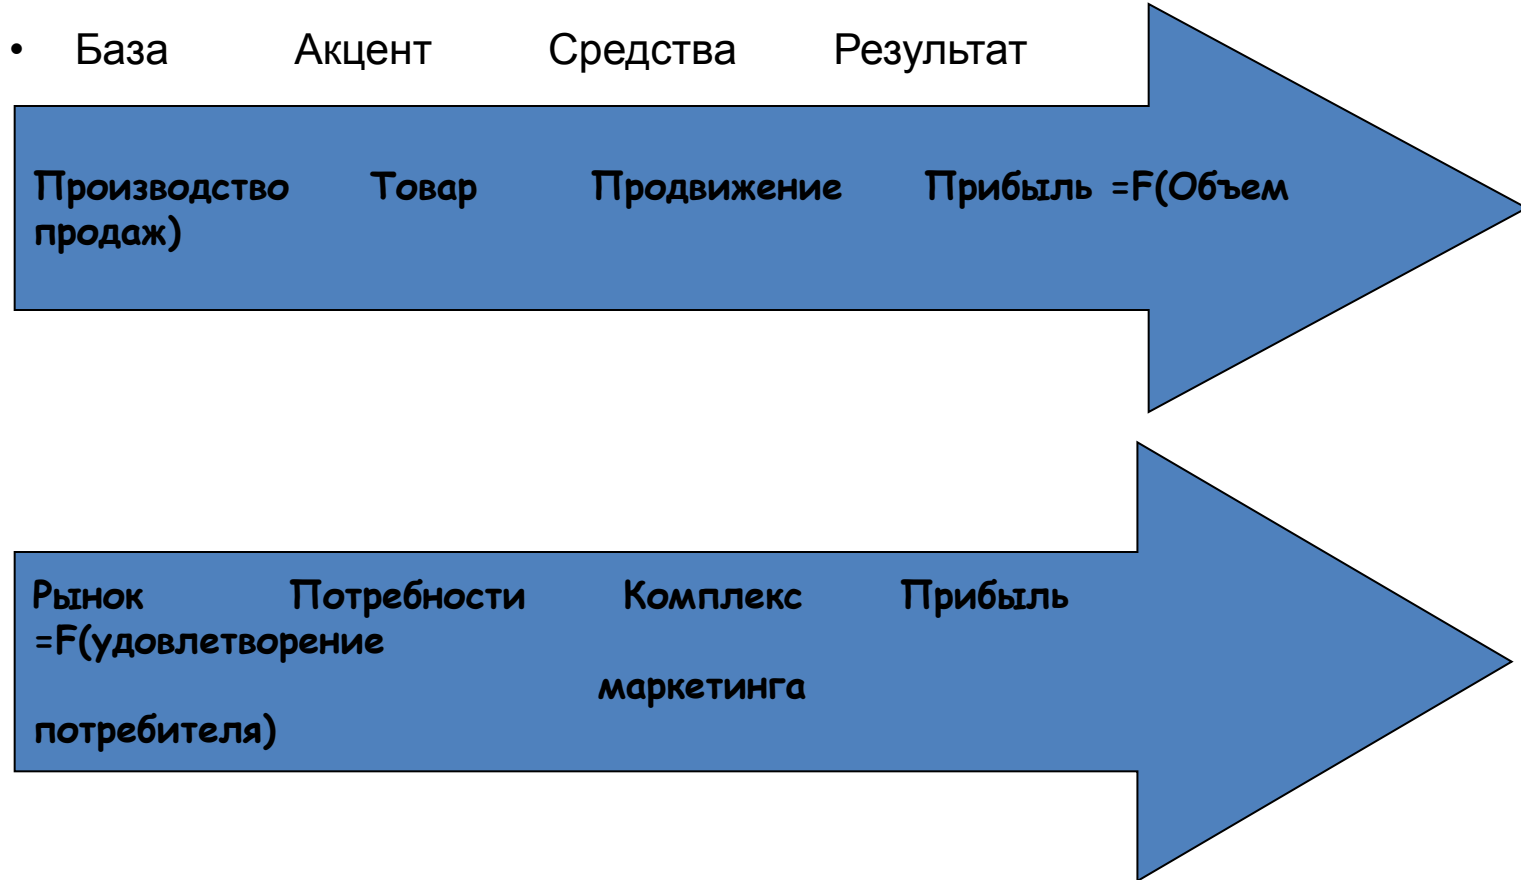 • База Акцент Средства Результат
Производство Товар Продвижение Прибыль =F(Объем
продаж)
Рынок Потребности Комплекс Прибыль
=F(удовлетворение
маркетинга
потребителя)